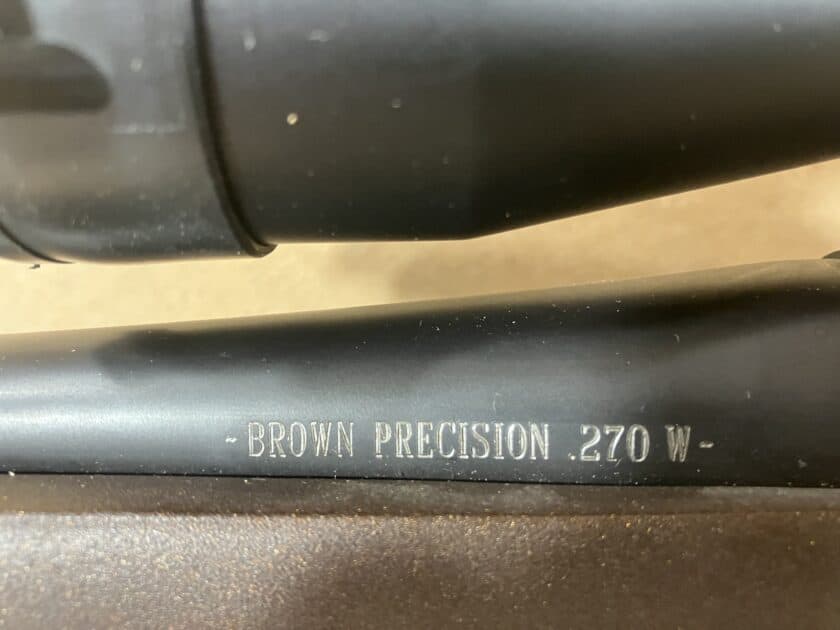 - BROWN PRECISION .270 W -